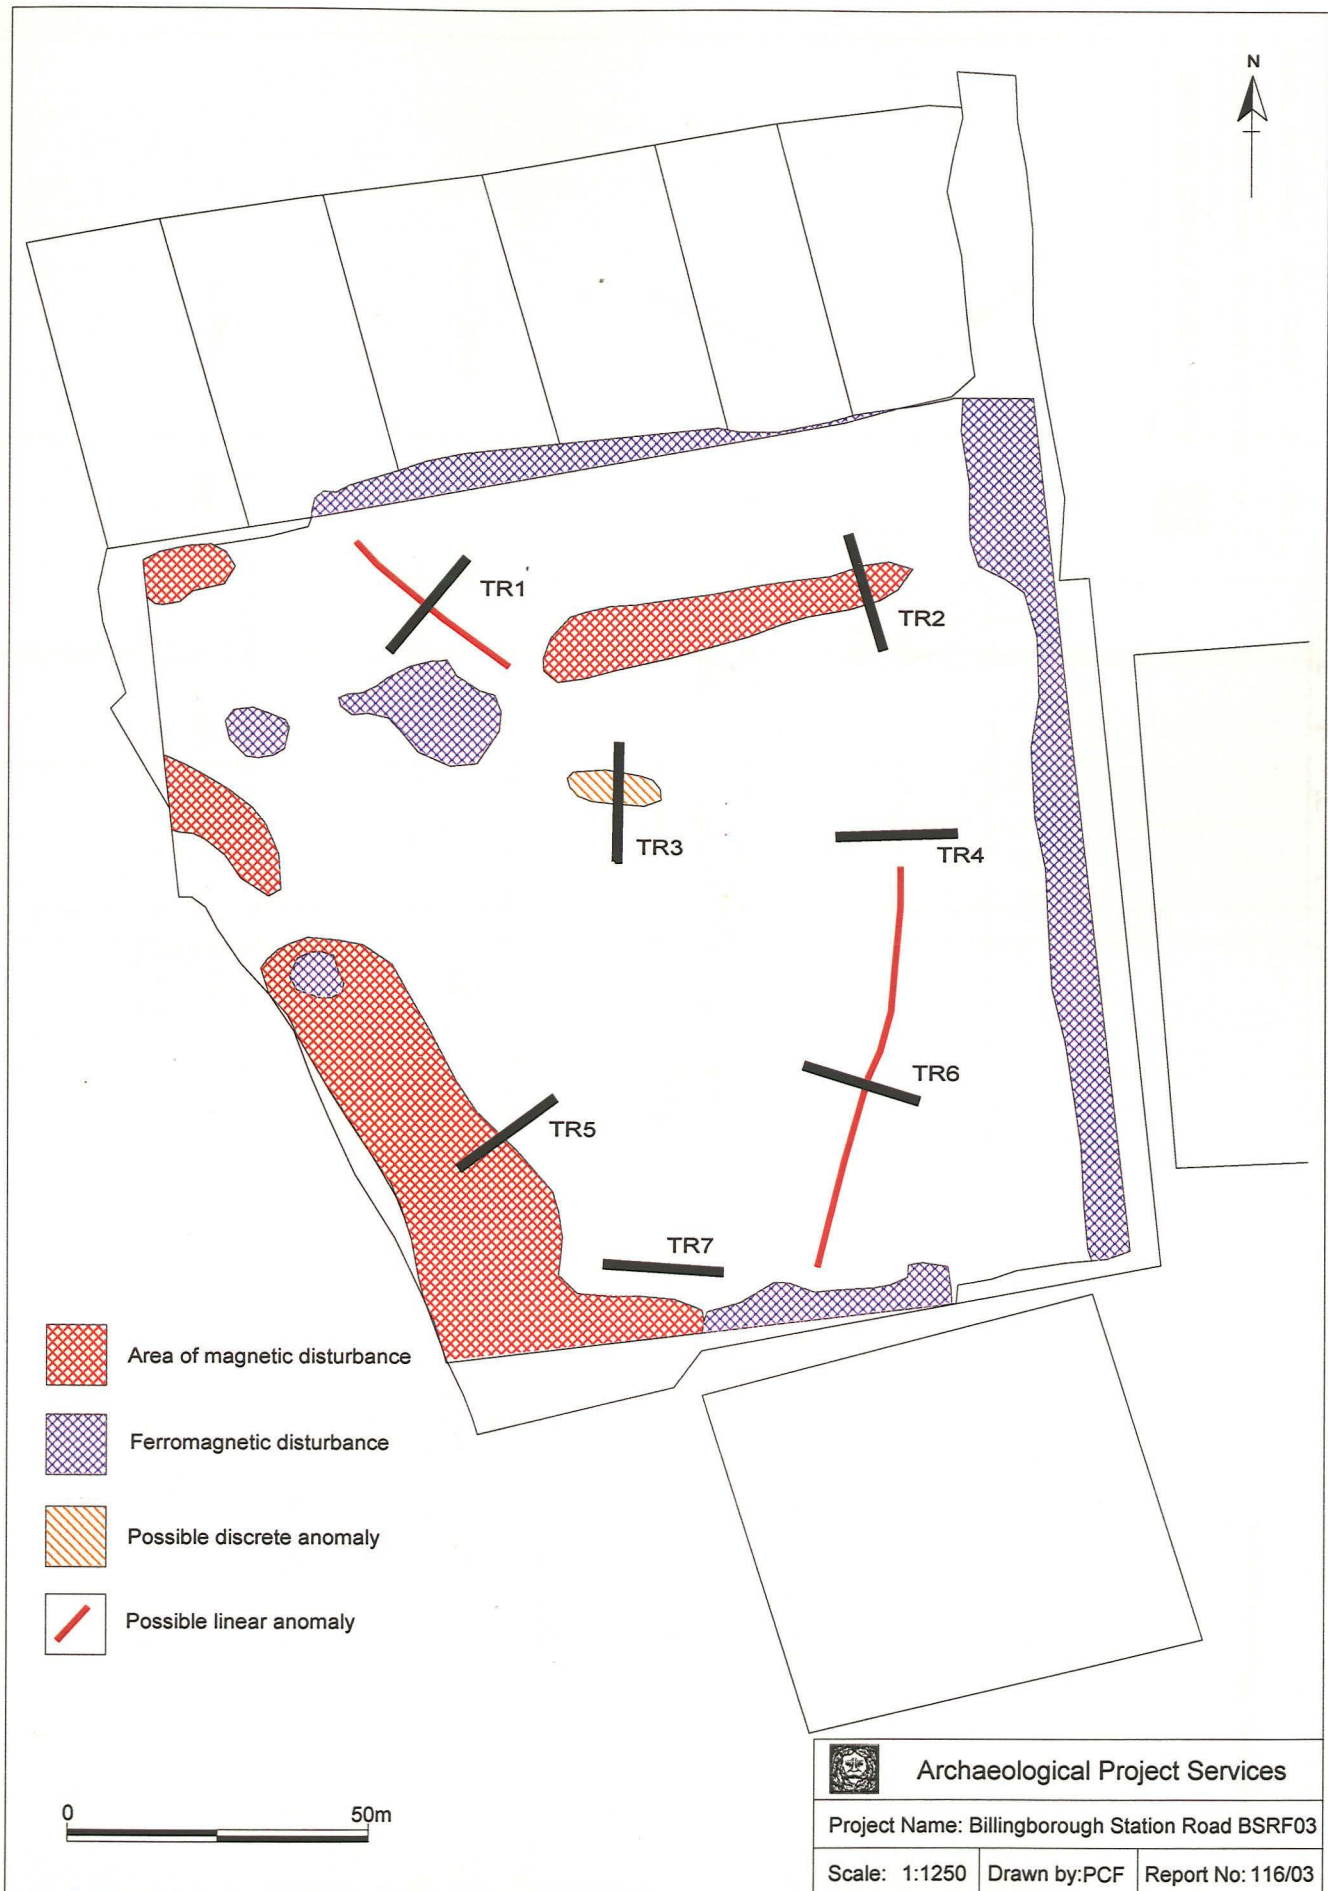 N
TR1
TR2
TR3
TR4
TR6
TR5
TR7
Area of magnetic disturbance
Ferromagnetic disturbance
Possible discrete anomaly
Possible linear anomaly
0 50m
Archaeological Project Services
Project Name: Billingborough Station Road BSRF03
Scale: 1:1250 Drawn by:PCF Report No: 116/03